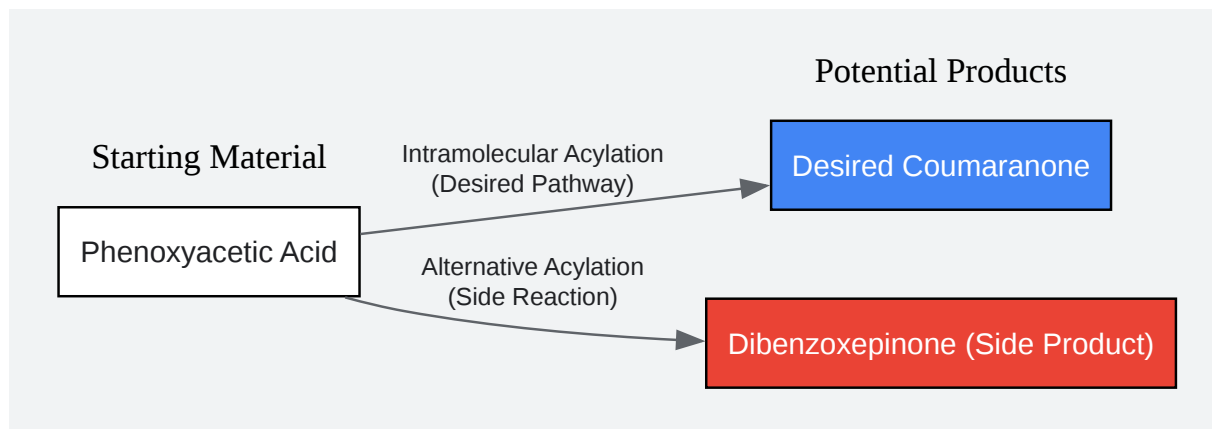 Potential Products
Starting Material
Intramolecular Acylation
(Desired Pathway)
Desired Coumaranone
Phenoxyacetic Acid
Alternative Acylation
(Side Reaction)
Dibenzoxepinone (Side Product)